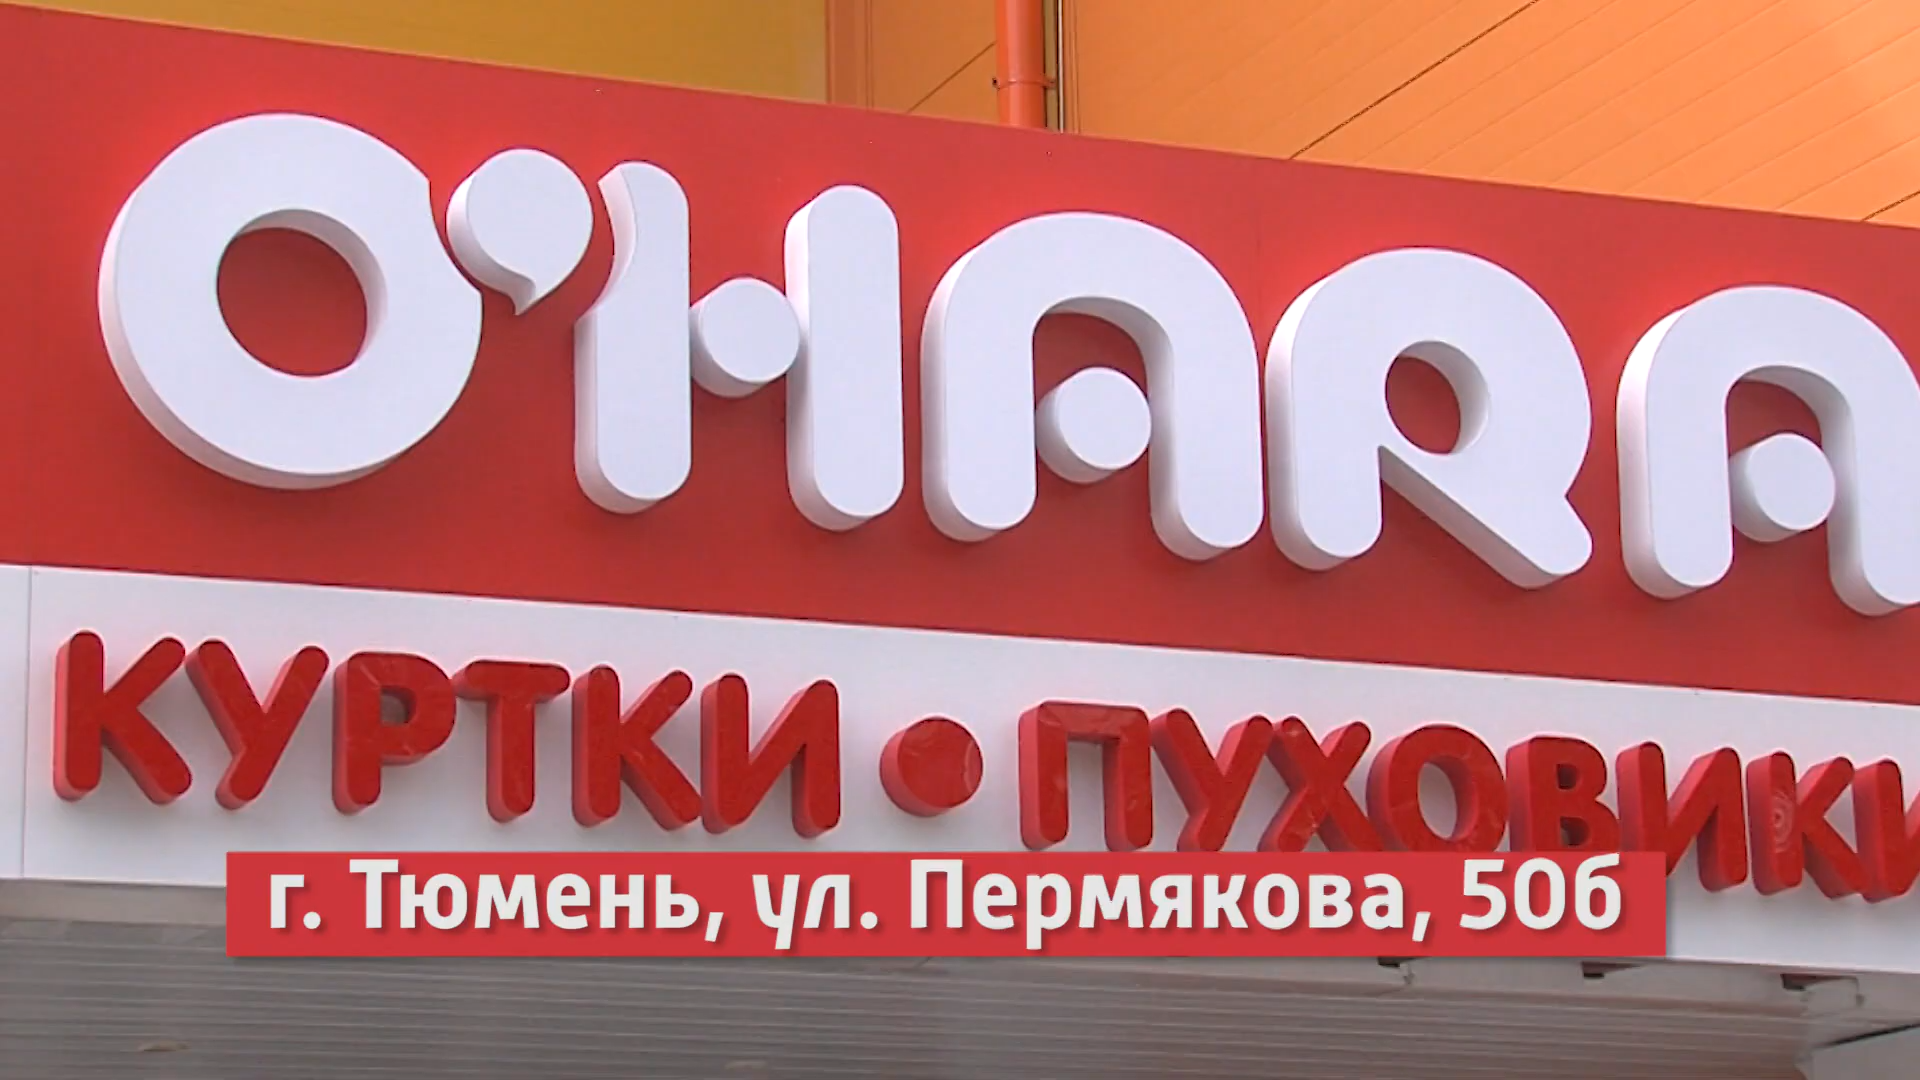 O'HARA
КУРТКИ • ПУХОВИКИ
г. Тюмень, ул. Пермякова, 50б